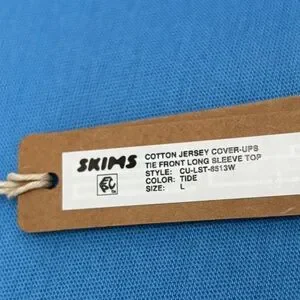 SKIMS
COTTON JERSEY COVER-UPS
TIE FRONT LONG SLEEVE TOP
STYLE: CU-LST-8513W
COLOR: TIDE
SIZE: L